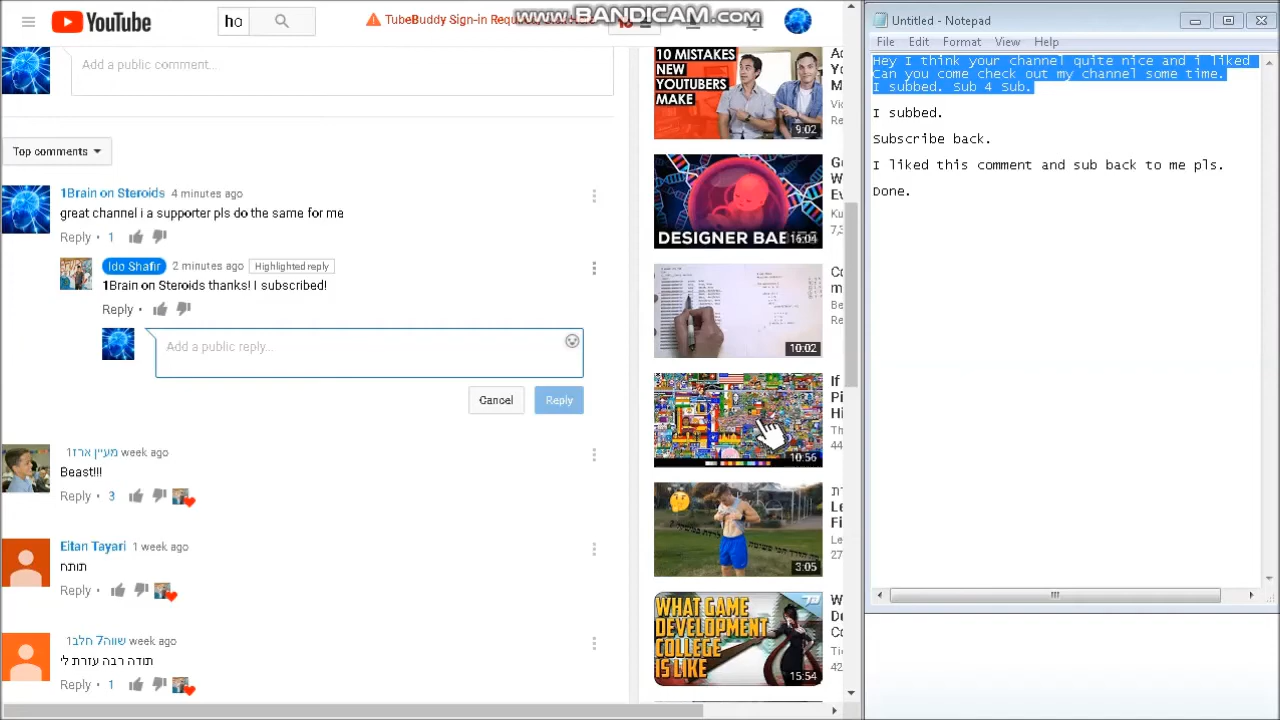 YouTube
ho
TubeBuddy Sign-in Requ
www.BANDICAM.com
Add a public comment...
Top comments
1Brain on Steroids 4 minutes ago
great channel i a supporter pls do the same for me
Reply · 1
Ido Shafir 2 minutes ago Highlighted reply
1Brain on Steroids thanks! I subscribed
Reply ·
Add a public reply...
Cancel
Reply
מעיין ארזי 1 week ago
Beast!!!
Reply · 3
Eitan Tayari 1 week ago
תותח
Reply ·
שווה7 חלב 1 week ago
תודה רבה עזרת לי
Reply · 1
10 MISTAKES
NEW
YOUTUBERS
MAKE
9:02
DESIGNER BAB
16:04
10:02
10:56
3:05
WHAT GAME
DEVELOPMENT
COLLEGE
IS LIKE
15:54
Untitled - Notepad
File Edit Format View Help
Hey I think your channel quite nice and i liked
Can you come check out my channel some time.
I subbed. Sub 4 Sub.
I subbed.
Subscribe back.
I liked this comment and sub back to me pls.
Done.